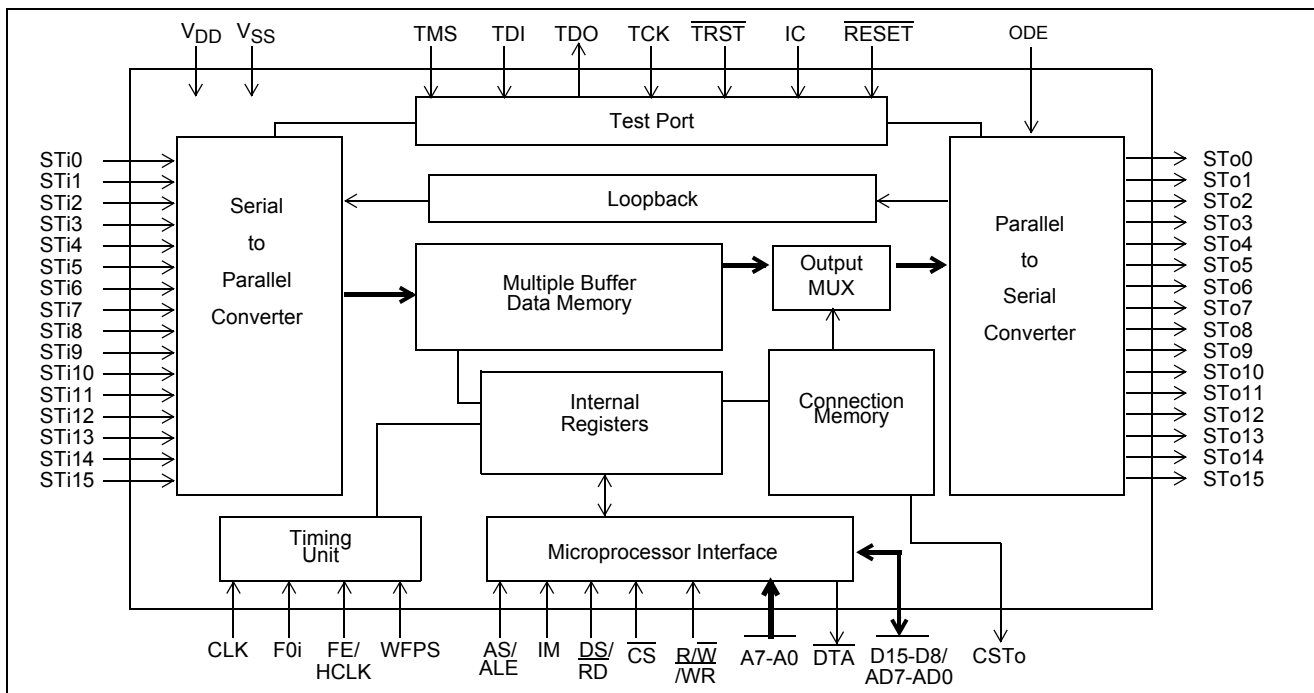 VDD VSS TMS TDI TDO TCK TRST IC RESET ODE
Test Port
STi0
STi1
STi2
STi3
STi4
STi5
STi6
STi7
STi8
STi9
STi10
STi11
STi12
STi13
STi14
STi15
Serial
to
Parallel
Converter
Loopback
Multiple Buffer
Data Memory
Output
MUX
Internal
Registers
Connection
Memory
Parallel
to
Serial
Converter
STo0
STo1
STo2
STo3
STo4
STo5
STo6
STo7
STo8
STo9
STo10
STo11
STo12
STo13
STo14
STo15
Timing
Unit
Microprocessor Interface
CLK
F0i
FE/
HCLK
WFPS
AS/
ALE
IM
DS/
RD
CS
R/W
/WR
A7-A0
DTA
D15-D8/
AD7-AD0
CSTo